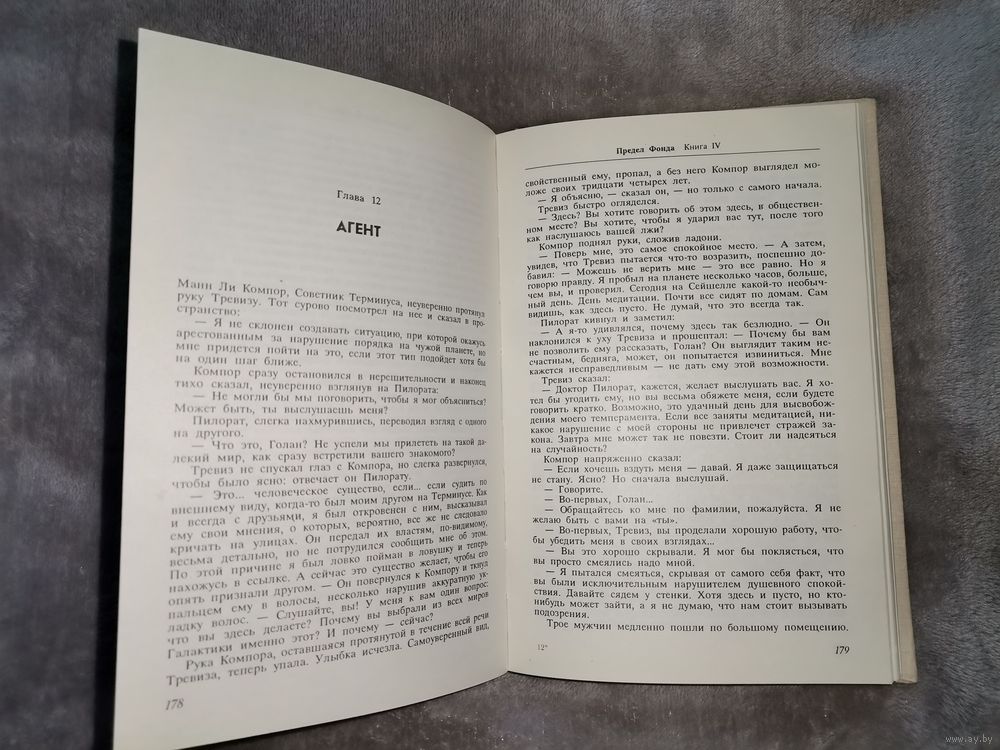 Глава 12
АГЕНТ
Манн Ли Компор, Советник Терминуса, неуверенно протянул
руку Тревизу. Тот сурово посмотрел на нее и сказал в про-
странство:
— Я не склонен создавать ситуацию, при которой окажусь
арестованным за нарушение порядка на чужой планете, но
мне придется пойти на это, если этот тип подойдет хотя бы
на один шаг ближе.
Компор сразу остановился в нерешительности и наконец
тихо сказал, неуверенно взглянув на Пилората:
— Не могли бы мы поговорить, чтобы я мог объясниться?
Может быть, ты выслушаешь меня?
Пилорат, слегка нахмурившись, переводил взгляд с одного
на другого.
— Что это, Голан? Не успели мы прилететь на такой да-
лекий мир, как сразу встретили вашего знакомого?
Тревиз не спускал глаз с Компора, но слегка развернулся,
чтобы было ясно: отвечает он Пилорату.
— Это... человеческое существо, если... если судить по
внешнему виду, когда-то был моим другом на Терминусе. Как
и всегда с друзьями, я был откровенен с ним, высказывал
ему свои мнения, о которых, вероятно, все же не следовало
кричать на улицах. Он передал их властям, по-видимому,
весьма детально, но не потрудился сообщить мне об этом.
По этой причине я был ловко пойман в ловушку и теперь
нахожусь в ссылке. А сейчас это существо желает, чтобы его
опять признали другом. — Он повернулся к Компору и ткнул
пальцем ему в волосы, несколько нарушив аккуратную ук-
ладку волос. — Слушайте, вы! У меня к вам один вопрос:
что вы здесь делаете? Почему вы выбрали из всех миров
Галактики именно этот? И почему — сейчас?
Рука Компора, остававшаяся протянутой в течение всей речи
Тревиза, теперь упала. Улыбка исчезла. Самоуверенный вид,
178
Предел Фонда Книга IV
свойственный ему, пропал, а без него Компор выглядел мо-
ложе своих тридцати четырех лет.
— Я объясню, — сказал он, — но только с самого начала.
Тревиз быстро огляделся.
— Здесь? Вы хотите говорить об этом здесь, в обществен-
ном месте? Вы хотите, чтобы я ударил вас тут, после того
как наслушаюсь вашей лжи?
Компор поднял руки, сложив ладони.
— Поверь мне, это самое спокойное место. — А затем,
увидев, что Тревиз пытается что-то возразить, поспешно до-
бавил: — Можешь не верить мне — это все равно. Но я
говорю правду. Я пробыл на планете несколько часов, больше,
чем вы, и проверил. Сегодня на Сейшелле какой-то необыч-
ный день. День медитации. Почти все сидят по домам. Сам
видишь, как здесь пусто. Не думай, что это всегда так.
Пилорат кивнул и заметил:
— А я-то удивлялся, почему здесь так безлюдно. — Он
наклонился к уху Тревиза и прошептал: — Почему бы вам
не позволить ему рассказать, Голан? Он выглядит таким не-
счастным, бедняга, может, он попытается извиниться. Мне
кажется несправедливым — не дать ему этой возможности.
Тревиз сказал:
— Доктор Пилорат, кажется, желает выслушать вас. Я хо-
тел бы угодить ему, но вы весьма обяжете меня, если будете
говорить кратко. Возможно, это удачный день для высвобож-
дения моего темперамента. Если все заняты медитацией, ни-
какое нарушение с моей стороны не привлечет стражей за-
кона. Завтра мне может так не повезти. Стоит ли надеяться
на случайность?
Компор напряженно сказал:
— Если хочешь вздуть меня — давай. Я даже защищаться
не стану. Ясно? Но сначала выслушай.
— Говорите.
— Во-первых, Голан...
— Обращайтесь ко мне по фамилии, пожалуйста. Я не
желаю быть с вами на «ты».
— Во-первых, Тревиз, вы проделали хорошую работу, что-
бы убедить меня в своих взглядах...
— Вы это хорошо скрывали. Я мог бы поклясться, что
вы просто смеялись надо мной.
— Я пытался смеяться, скрывая от самого себя факт, что
вы были исключительным нарушителем душевного спокой-
ствия. Давайте сядем у стенки. Хотя здесь и пусто, но кто-
нибудь может зайти, а я не думаю, что нам стоит вызывать
подозрения.
Трое мужчин медленно пошли по большому помещению.
12*
179
www.ay.by